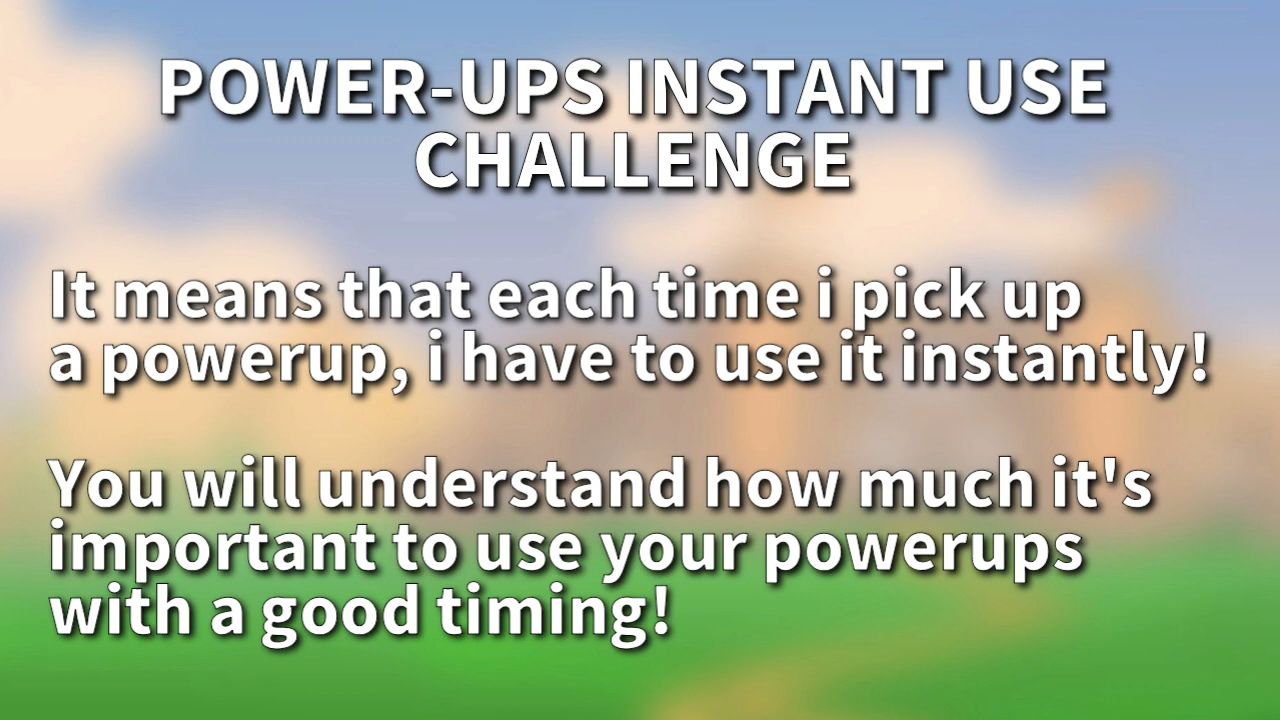 POWER-UPS INSTANT USE
CHALLENGE
It means that each time i pick up
a powerup, i have to use it instantly!
You will understand how much it's
important to use your powerups
with a good timing!